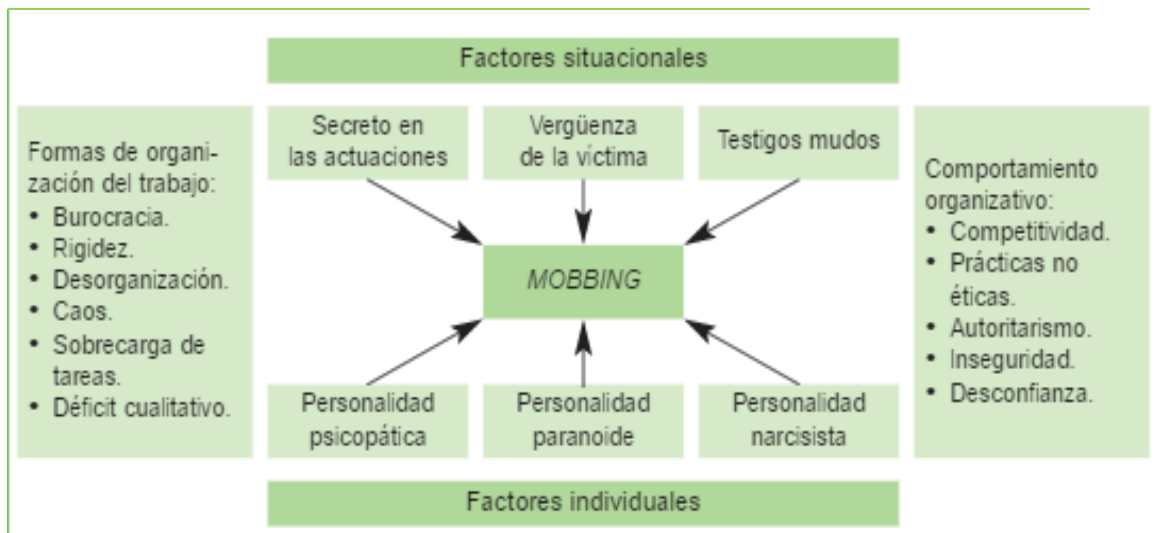 Factores situacionales
Formas de organi-
zación del trabajo:
• Burocracia.
• Rigidez.
• Desorganización.
• Caos.
• Sobrecarga de
tareas.
• Déficit cualitativo.
Secreto en
las actuaciones
Vergüenza
de la víctima
Testigos mudos
MOBBING
Personalidad
psicopática
Personalidad
paranoide
Personalidad
narcisista
Comportamiento
organizativo:
• Competitividad.
• Prácticas no
éticas.
• Autoritarismo.
• Inseguridad.
• Desconfianza.
Factores individuales